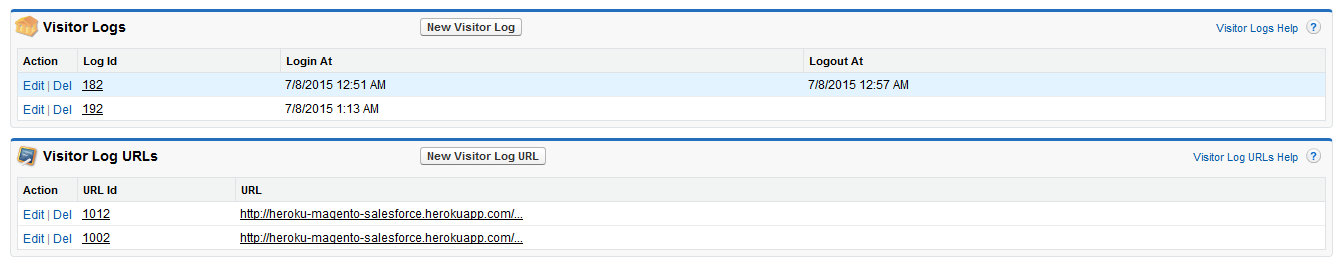 Visitor Logs New Visitor Log Visitor Logs Help ?
Action Log Id Login At Logout At
Edit | Del 182 7/8/2015 12:51 AM 7/8/2015 12:57 AM
Edit | Del 192 7/8/2015 1:13 AM
Visitor Log URLs New Visitor Log URL Visitor Log URLs Help ?
Action URL Id URL
Edit | Del 1012 http://heroku-magento-salesforce.herokuapp.com/...
Edit | Del 1002 http://heroku-magento-salesforce.herokuapp.com/...